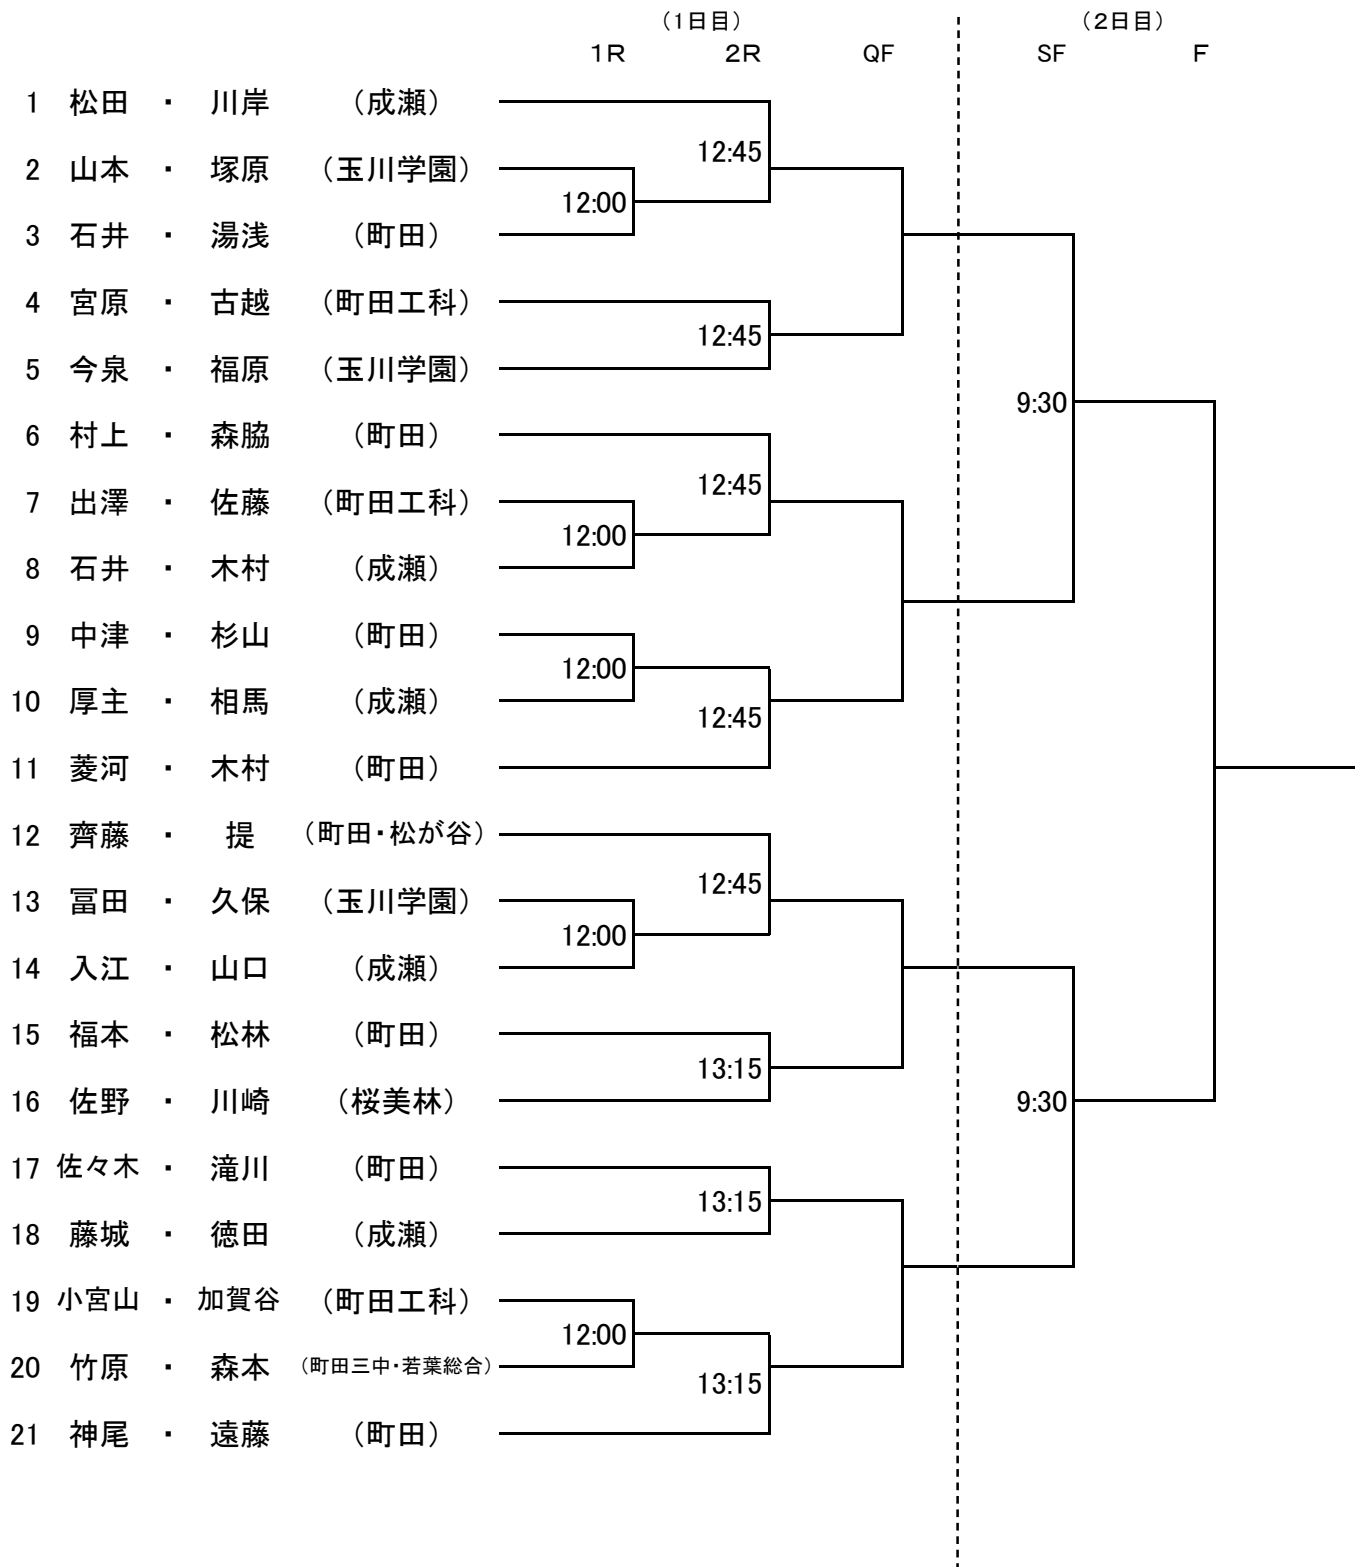 （1日目） （2日目）
1R 2R QF SF F
1 松田 ・ 川岸 （成瀬）
12:45
2 山本 ・ 塚原 （玉川学園）
12:00
3 石井 ・ 湯浅 （町田）
4 宮原 ・ 古越 （町田工科）
12:45
5 今泉 ・ 福原 （玉川学園）
9:30
6 村上 ・ 森脇 （町田）
12:45
7 出澤 ・ 佐藤 （町田工科）
12:00
8 石井 ・ 木村 （成瀬）
9 中津 ・ 杉山 （町田）
12:00
10 厚主 ・ 相馬 （成瀬）
12:45
11 菱河 ・ 木村 （町田）
12 齊藤 ・ 提 （町田・松が谷）
12:45
13 冨田 ・ 久保 （玉川学園）
12:00
14 入江 ・ 山口 （成瀬）
15 福本 ・ 松林 （町田）
13:15
16 佐野 ・ 川崎 （桜美林） 9:30
17 佐々木 ・ 滝川 （町田）
13:15
18 藤城 ・ 徳田 （成瀬）
19 小宮山 ・ 加賀谷 （町田工科）
12:00
20 竹原 ・ 森本 （町田三中・若葉総合）
13:15
21 神尾 ・ 遠藤 （町田）